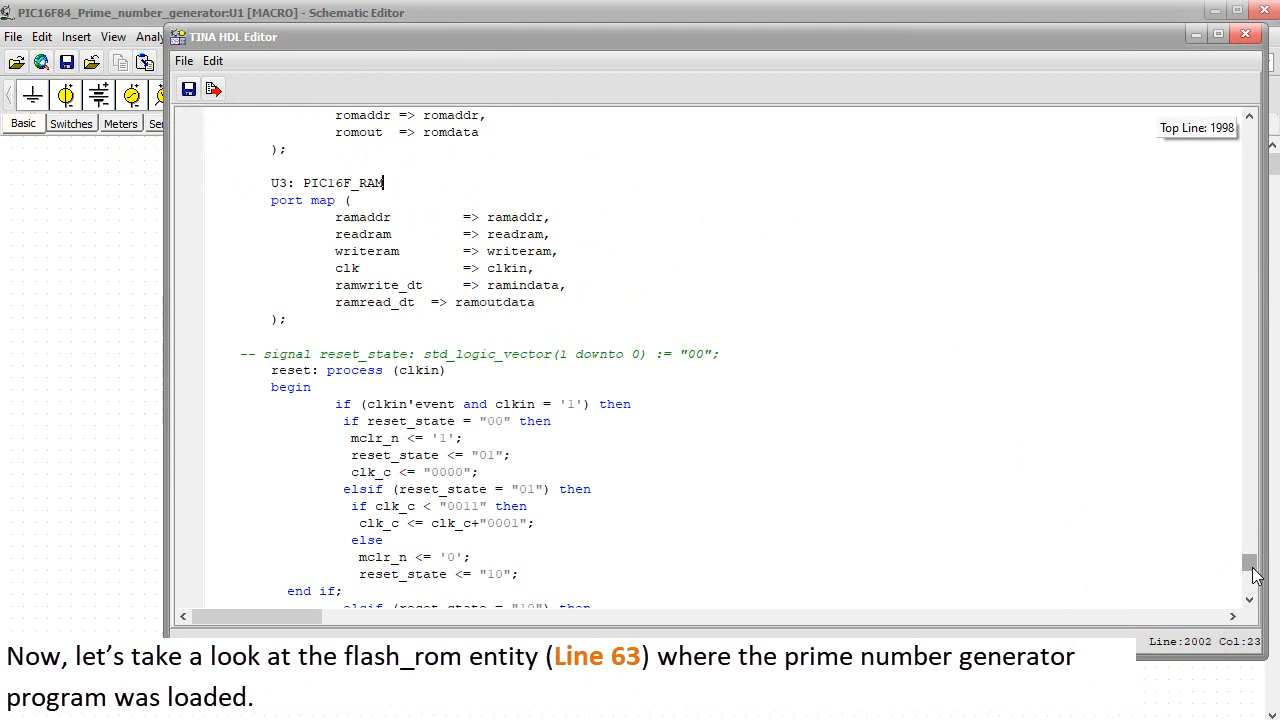 PIC16F84_Prime_number_generator:U1 [MACRO] - Schematic Editor
File Edit Insert View Analy
TINA HDL Editor
File Edit
Basic Switches Meters Se
Top Line: 1998
romaddr => romaddr,
romout => romdata
);
U3: PIC16F_RAM
port map (
ramaddr => ramaddr,
readram => readram,
writeram => writeram,
clk => clkin,
ramwrite_dt => ramindata,
ramread_dt => ramoutdata
);
-- signal reset_state: std_logic_vector(1 downto 0) := "00";
reset: process (clkin)
begin
if (clkin'event and clkin = '1') then
if reset_state = "00" then
mclr_n <= '1';
reset_state <= "01";
clk_c <= "0000";
elsif (reset_state = "01") then
if clk_c < "0011" then
clk_c <= clk_c+"0001";
else
mclr_n <= '0';
reset_state <= "10";
end if;
elsif (reset_state = "10") then
Line:2002 Col:23
Now, let's take a look at the flash_rom entity (Line 63) where the prime number generator
program was loaded.